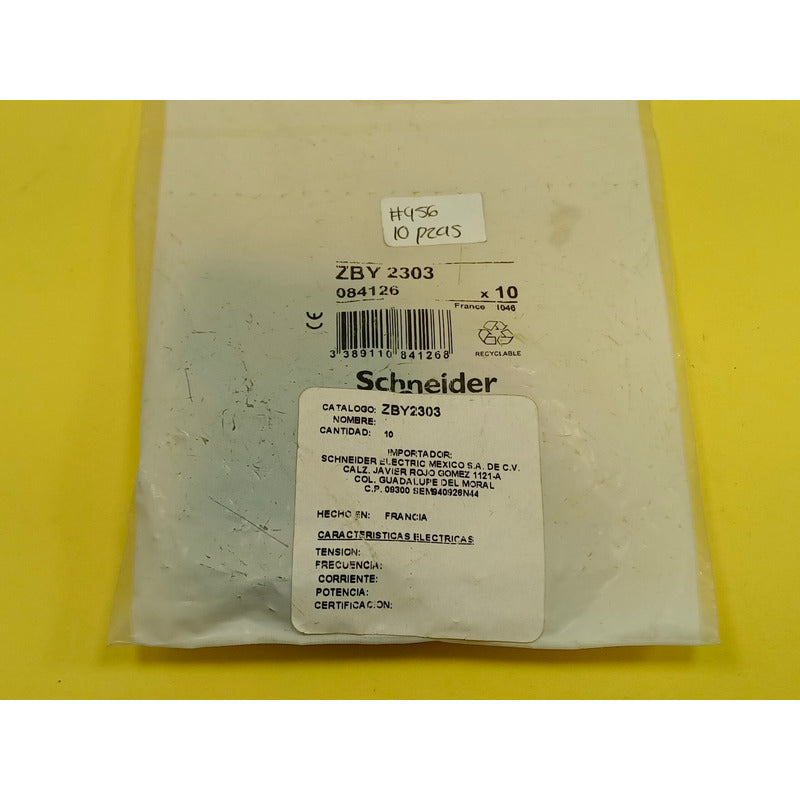 #956
10 pzas
ZBY 2303
084126
x 10
France 1046
CE
3 389110 841268
RECYCLABLE
Schneider
CATALOGO: ZBY2303
NOMBRE:
CANTIDAD: 10
IMPORTADOR:
SCHNEIDER ELECTRIC MEXICO S.A. DE C.V.
CALZ. JAVIER ROJO GOMEZ 1121-A
COL. GUADALUPE DEL MORAL
C.P. 09300 SEM940926N44
HECHO EN: FRANCIA
CARACTERISTICAS ELECTRICAS
TENSION:
FRECUENCIA:
CORRIENTE:
POTENCIA:
CERTIFICACION: